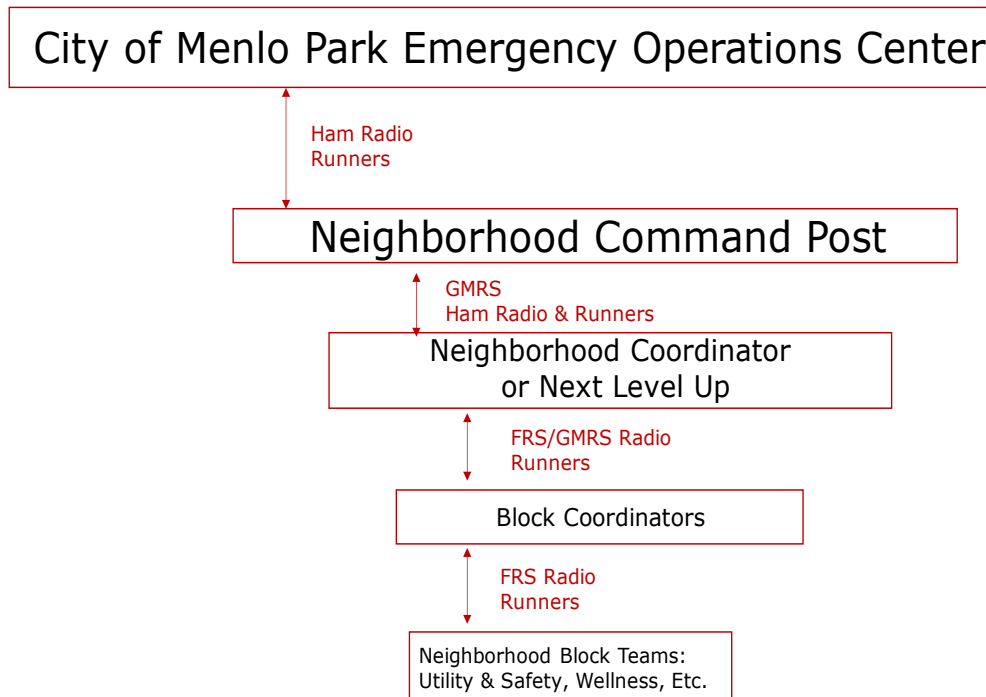 City of Menlo Park Emergency Operations Center
Ham Radio
Runners
Neighborhood Command Post
GMRS
Ham Radio & Runners
Neighborhood Coordinator
or Next Level Up
FRS/GMRS Radio
Runners
Block Coordinators
FRS Radio
Runners
Neighborhood Block Teams:
Utility & Safety, Wellness, Etc.